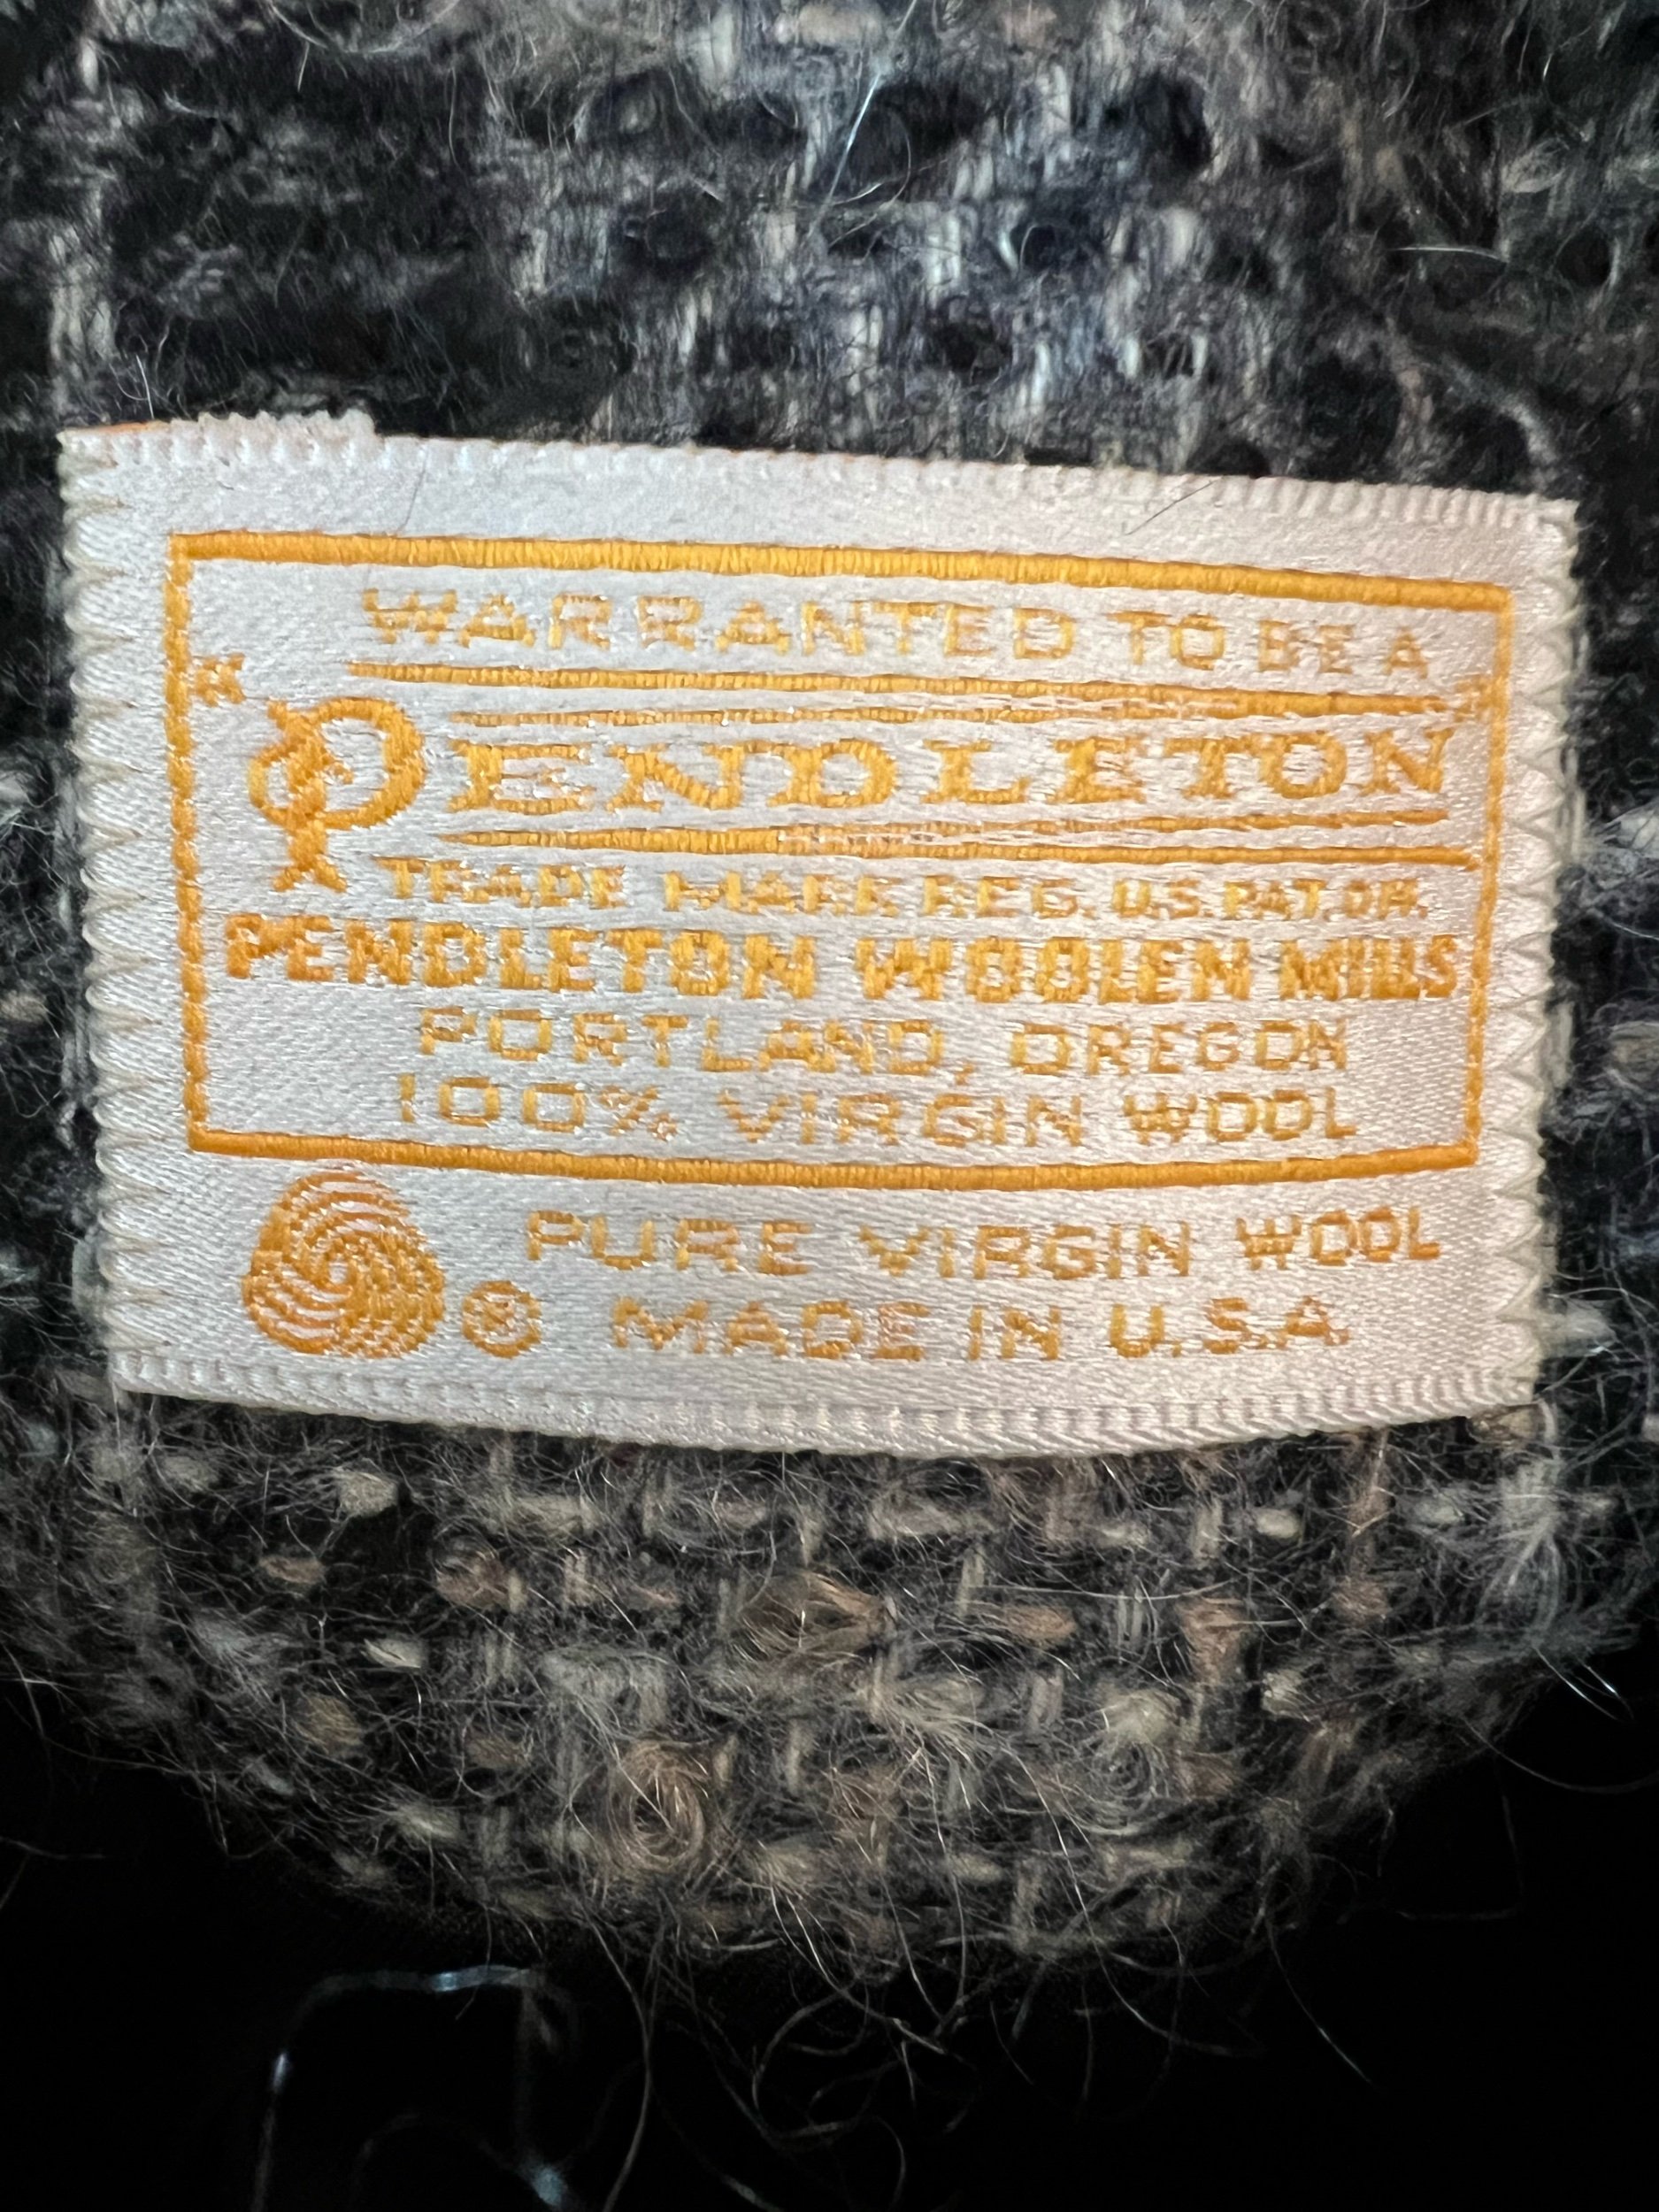 WARRANTED TO BE A
"PENDLETON"
TRADE MARK REG. U.S. PAT. OFF.
PENDLETON WOOLEN MILLS
PORTLAND, OREGON
100% VIRGIN WOOL
PURE VIRGIN WOOL
® MADE IN U.S.A.